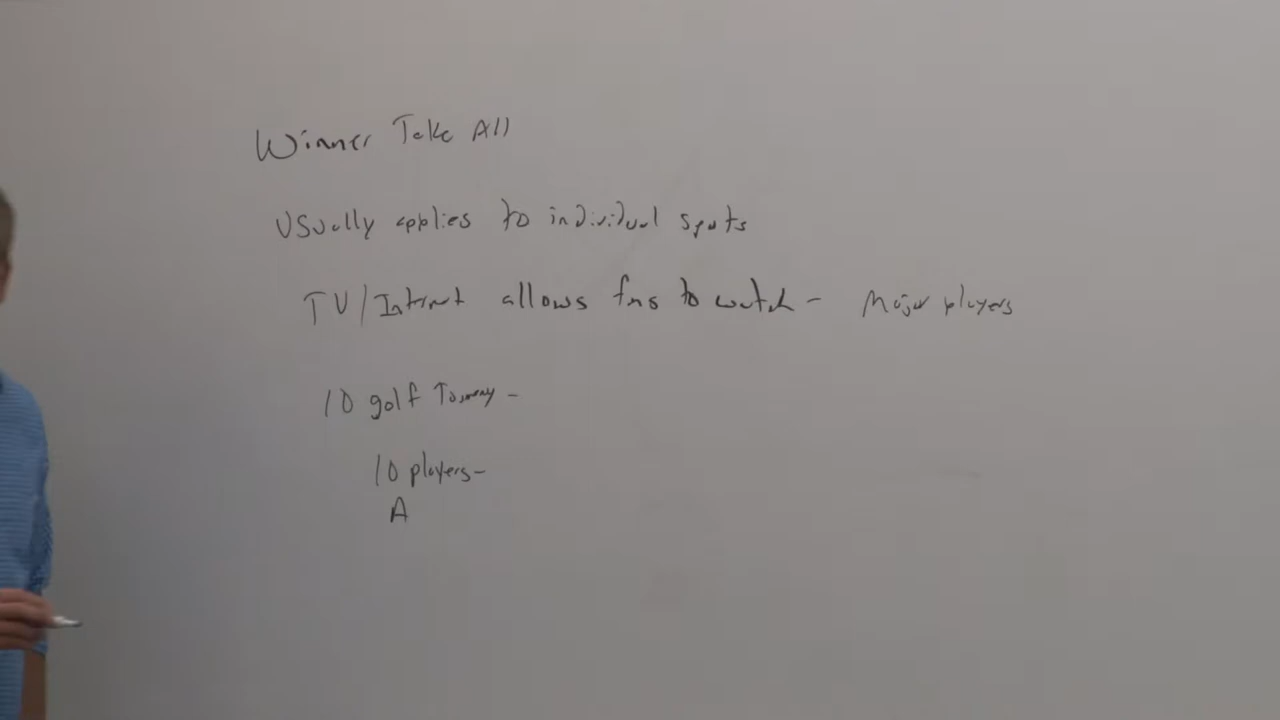 Winner Take All
Usually applies to individual sports
TV/Internet allows fans to watch - Major players
10 golf Tourney -
10 players-
A